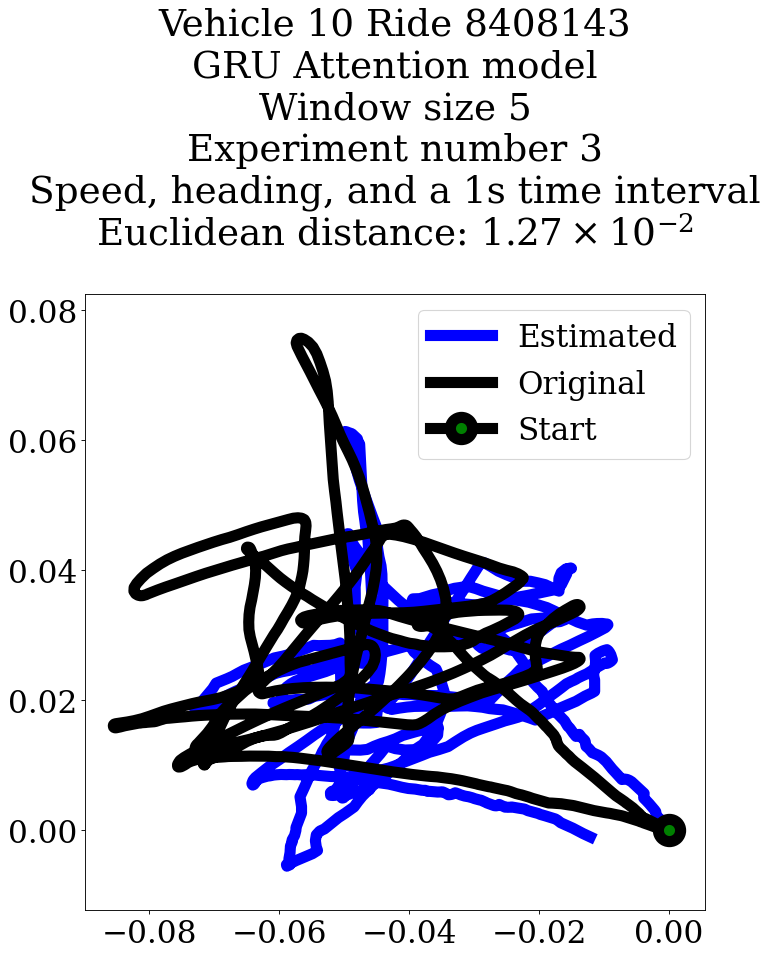 Vehicle 10 Ride 8408143
GRU Attention model
Window size 5
Experiment number 3
Speed, heading, and a 1s time interval
Euclidean distance: 1.27 × 10⁻²
Estimated
Original
Start
0.08
0.06
0.04
0.02
0.00
−0.08 −0.06 −0.04 −0.02 0.00